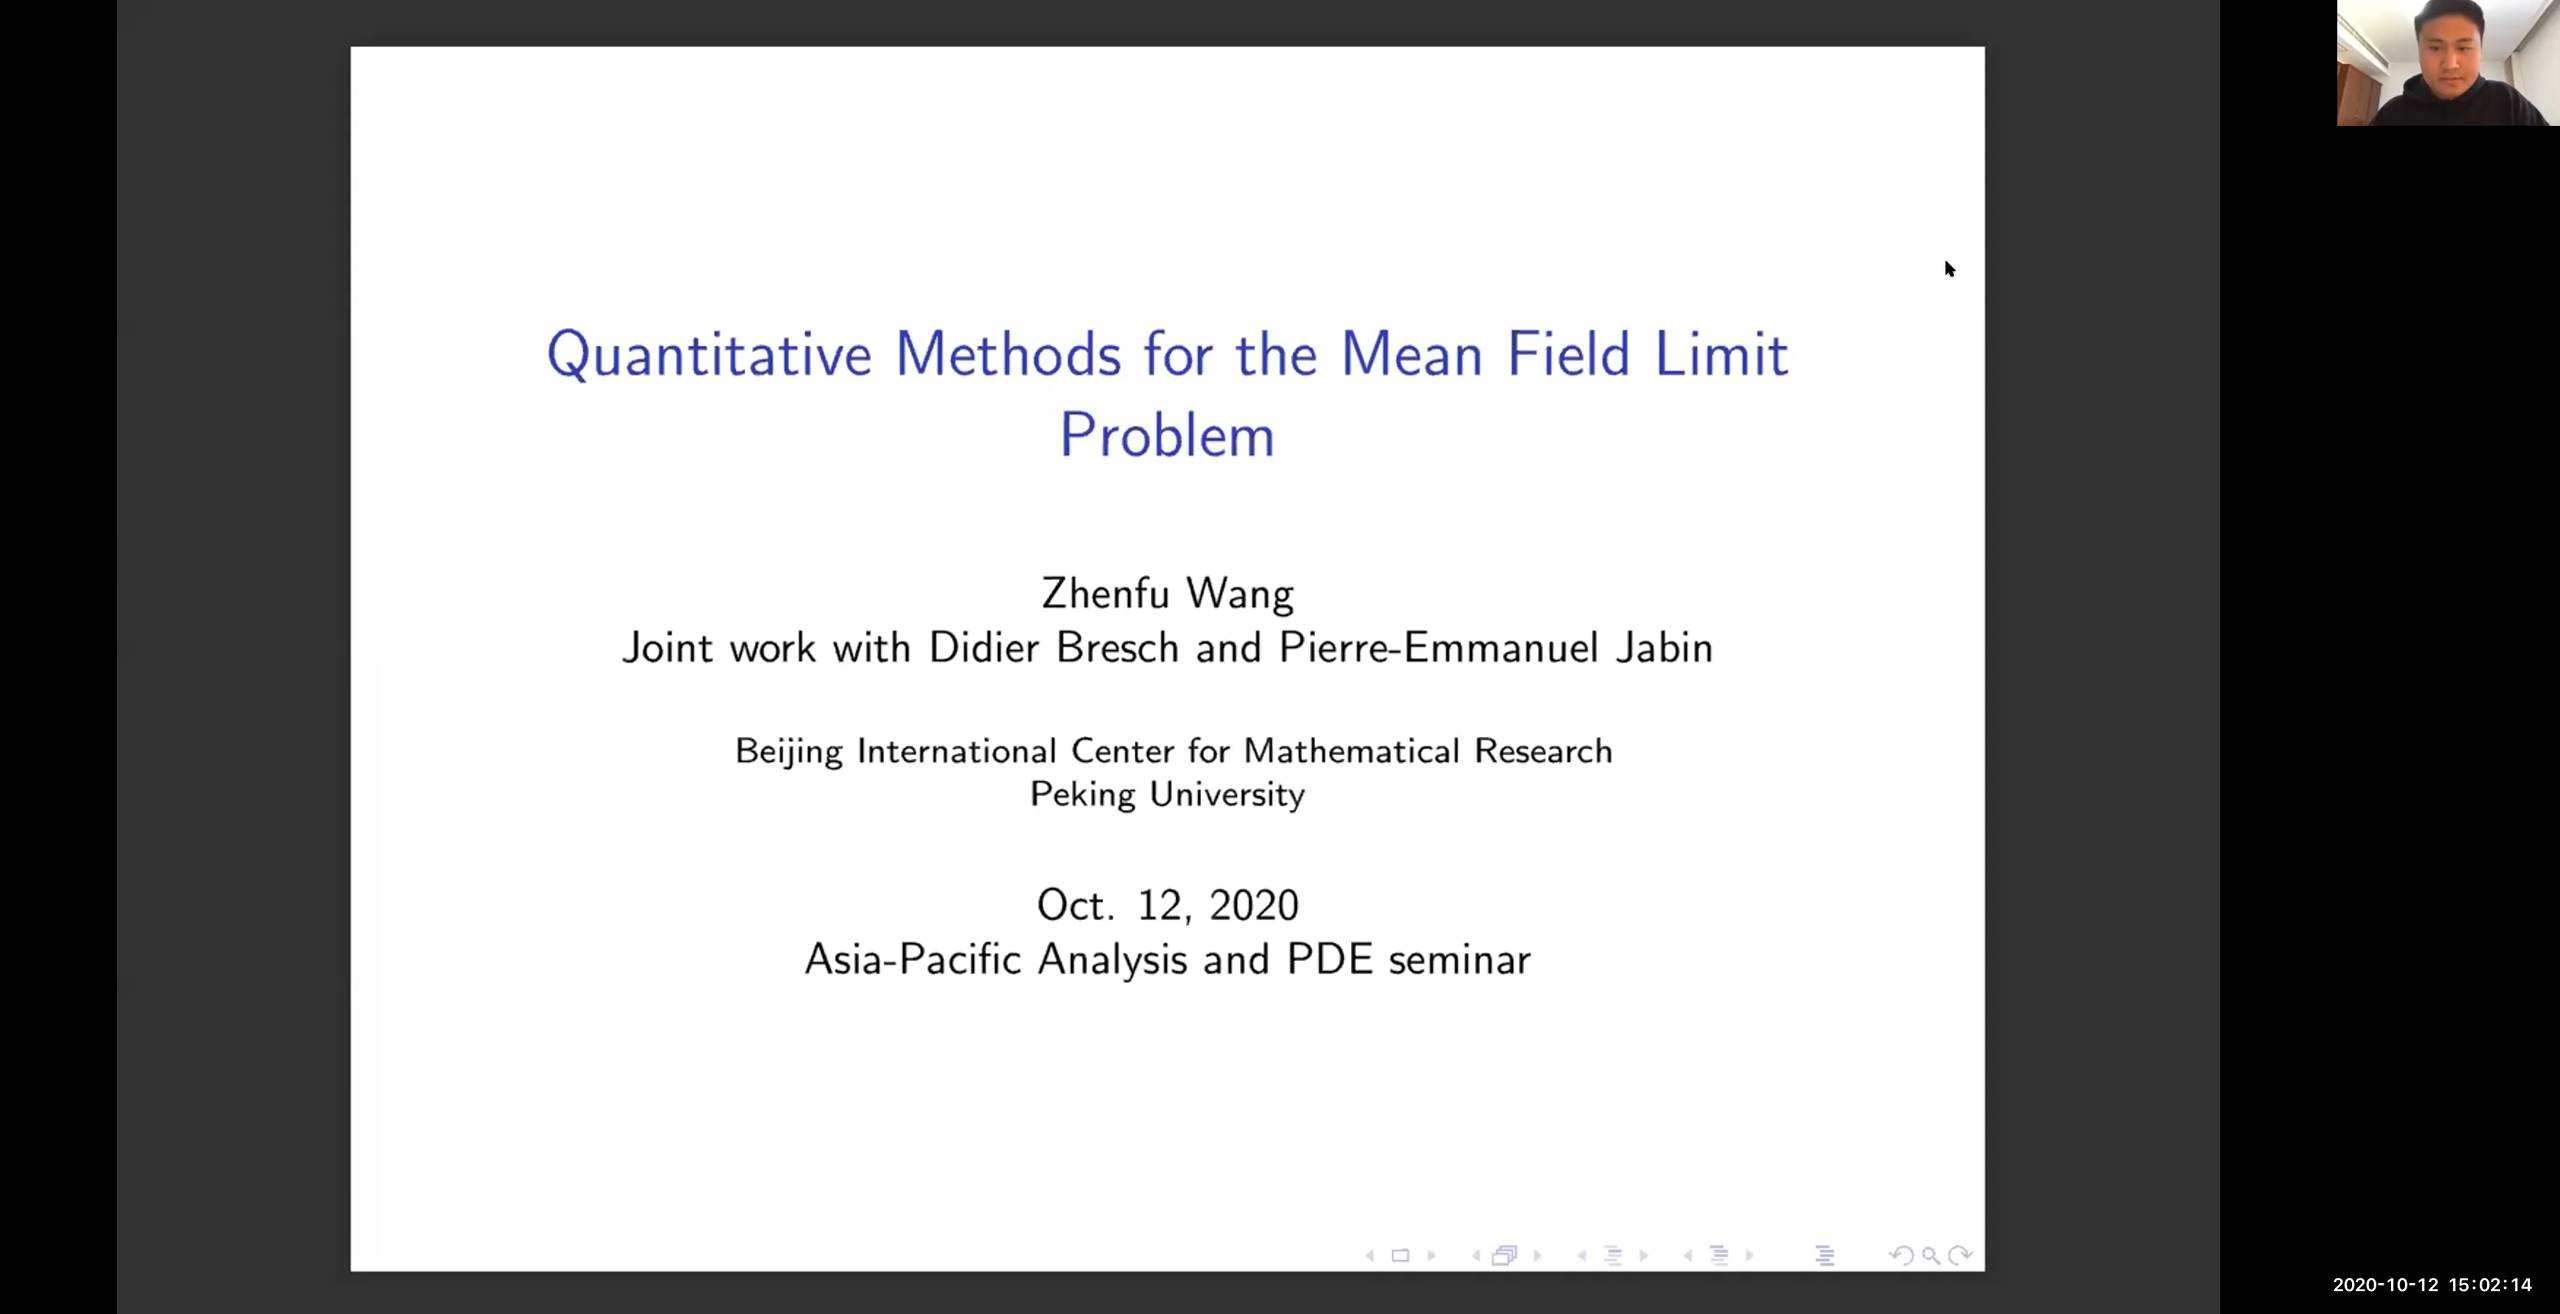 Quantitative Methods for the Mean Field Limit
Problem
Zhenfu Wang
Joint work with Didier Bresch and Pierre-Emmanuel Jabin
Beijing International Center for Mathematical Research
Peking University
Oct. 12, 2020
Asia-Pacific Analysis and PDE seminar
2020-10-12 15:02:14